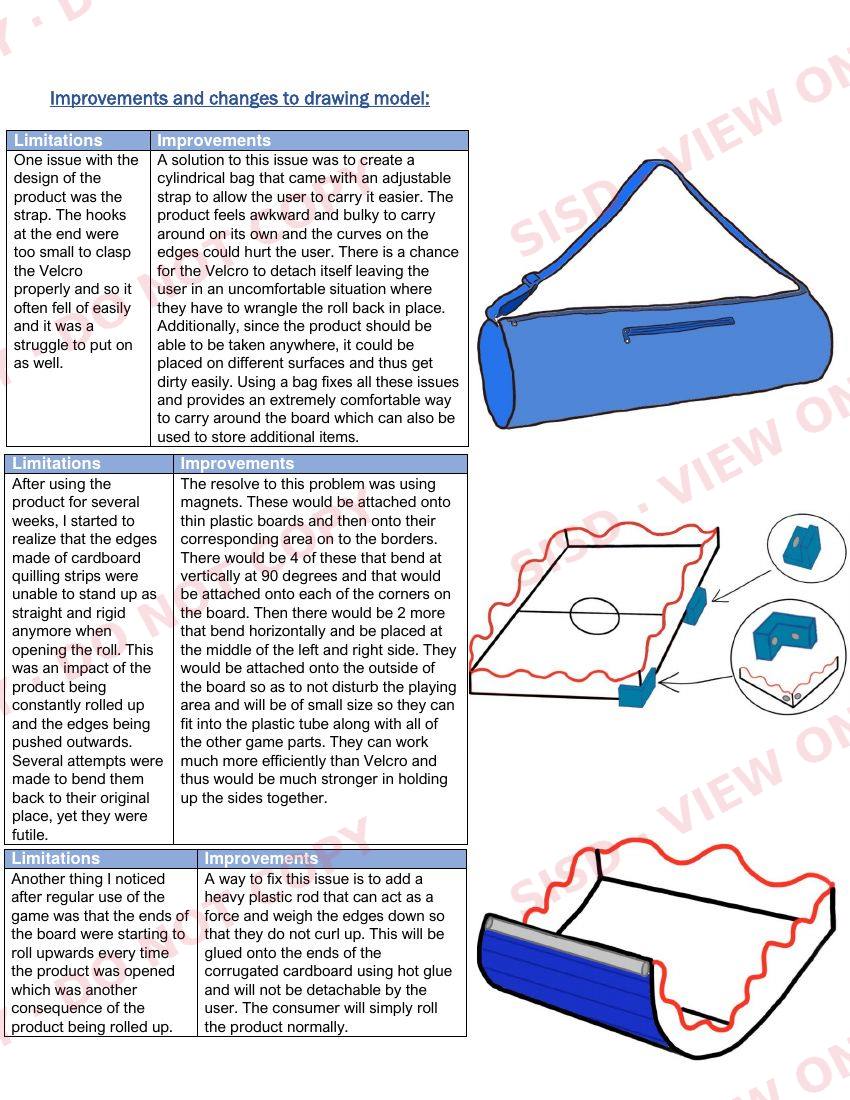 Improvements and changes to drawing model:
Limitations
Improvements
One issue with the
design of the
product was the
strap. The hooks
at the end were
too small to clasp
the Velcro
properly and so it
often fell of easily
and it was a
struggle to put on
as well.
A solution to this issue was to create a
cylindrical bag that came with an adjustable
strap to allow the user to carry it easier. The
product feels awkward and bulky to carry
around on its own and the curves on the
edges could hurt the user. There is a chance
for the Velcro to detach itself leaving the
user in an uncomfortable situation where
they have to wrangle the roll back in place.
Additionally, since the product should be
able to be taken anywhere, it could be
placed on different surfaces and thus get
dirty easily. Using a bag fixes all these issues
and provides an extremely comfortable way
to carry around the board which can also be
used to store additional items.
Limitations
Improvements
After using the
product for several
weeks, I started to
realize that the edges
made of cardboard
quilling strips were
unable to stand up as
straight and rigid
anymore when
opening the roll. This
was an impact of the
product being
constantly rolled up
and the edges being
pushed outwards.
Several attempts were
made to bend them
back to their original
place, yet they were
futile.
The resolve to this problem was using
magnets. These would be attached onto
thin plastic boards and then onto their
corresponding area on to the borders.
There would be 4 of these that bend at
vertically at 90 degrees and that would
be attached onto each of the corners on
the board. Then there would be 2 more
that bend horizontally and be placed at
the middle of the left and right side. They
would be attached onto the outside of
the board so as to not disturb the playing
area and will be of small size so they can
fit into the plastic tube along with all of
the other game parts. They can work
much more efficiently than Velcro and
thus would be much stronger in holding
up the sides together.
Limitations
Improvements
Another thing I noticed
after regular use of the
game was that the ends of
the board were starting to
roll upwards every time
the product was opened
which was another
consequence of the
product being rolled up.
A way to fix this issue is to add a
heavy plastic rod that can act as a
force and weigh the edges down so
that they do not curl up. This will be
glued onto the ends of the
corrugated cardboard using hot glue
and will not be detachable by the
user. The consumer will simply roll
the product normally.
Y · DO NOT COPY
SISD · VIEW ON
Y · DO NOT COPY
SISD · VIEW ON
Y · DO NOT COPY
SISD · VIEW ON